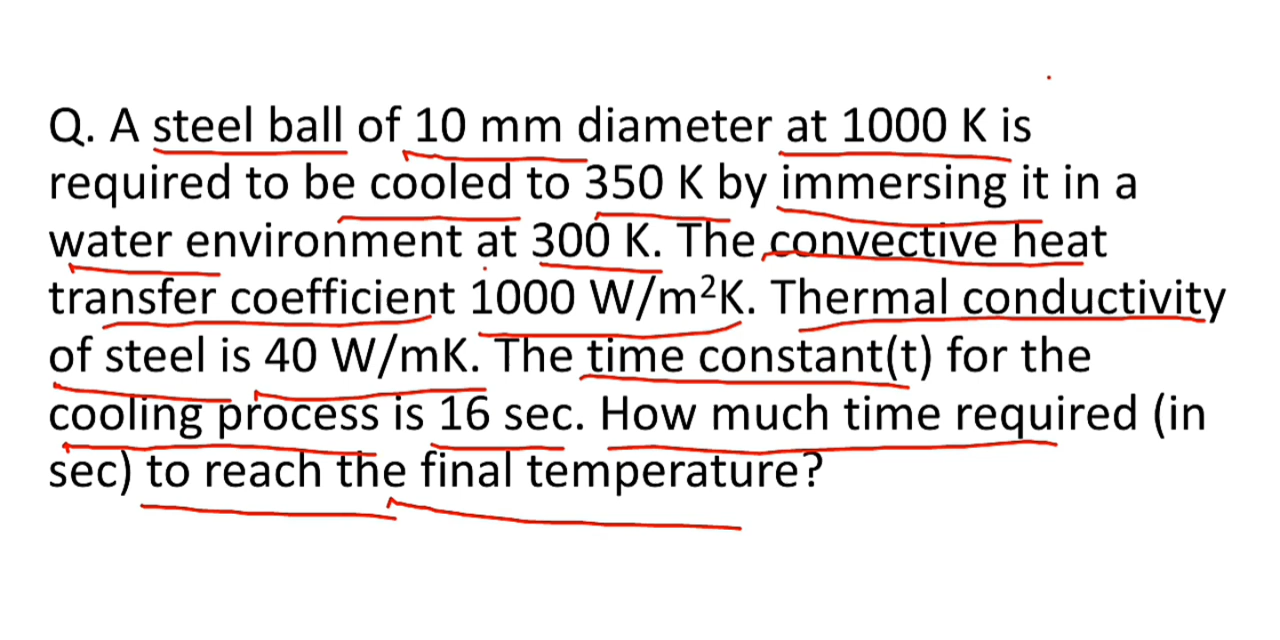 Q. A steel ball of 10 mm diameter at 1000 K is
required to be cooled to 350 K by immersing it in a
water environment at 300 K. The convective heat
transfer coefficient 1000 W/m²K. Thermal conductivity
of steel is 40 W/mK. The time constant(t) for the
cooling process is 16 sec. How much time required (in
sec) to reach the final temperature?